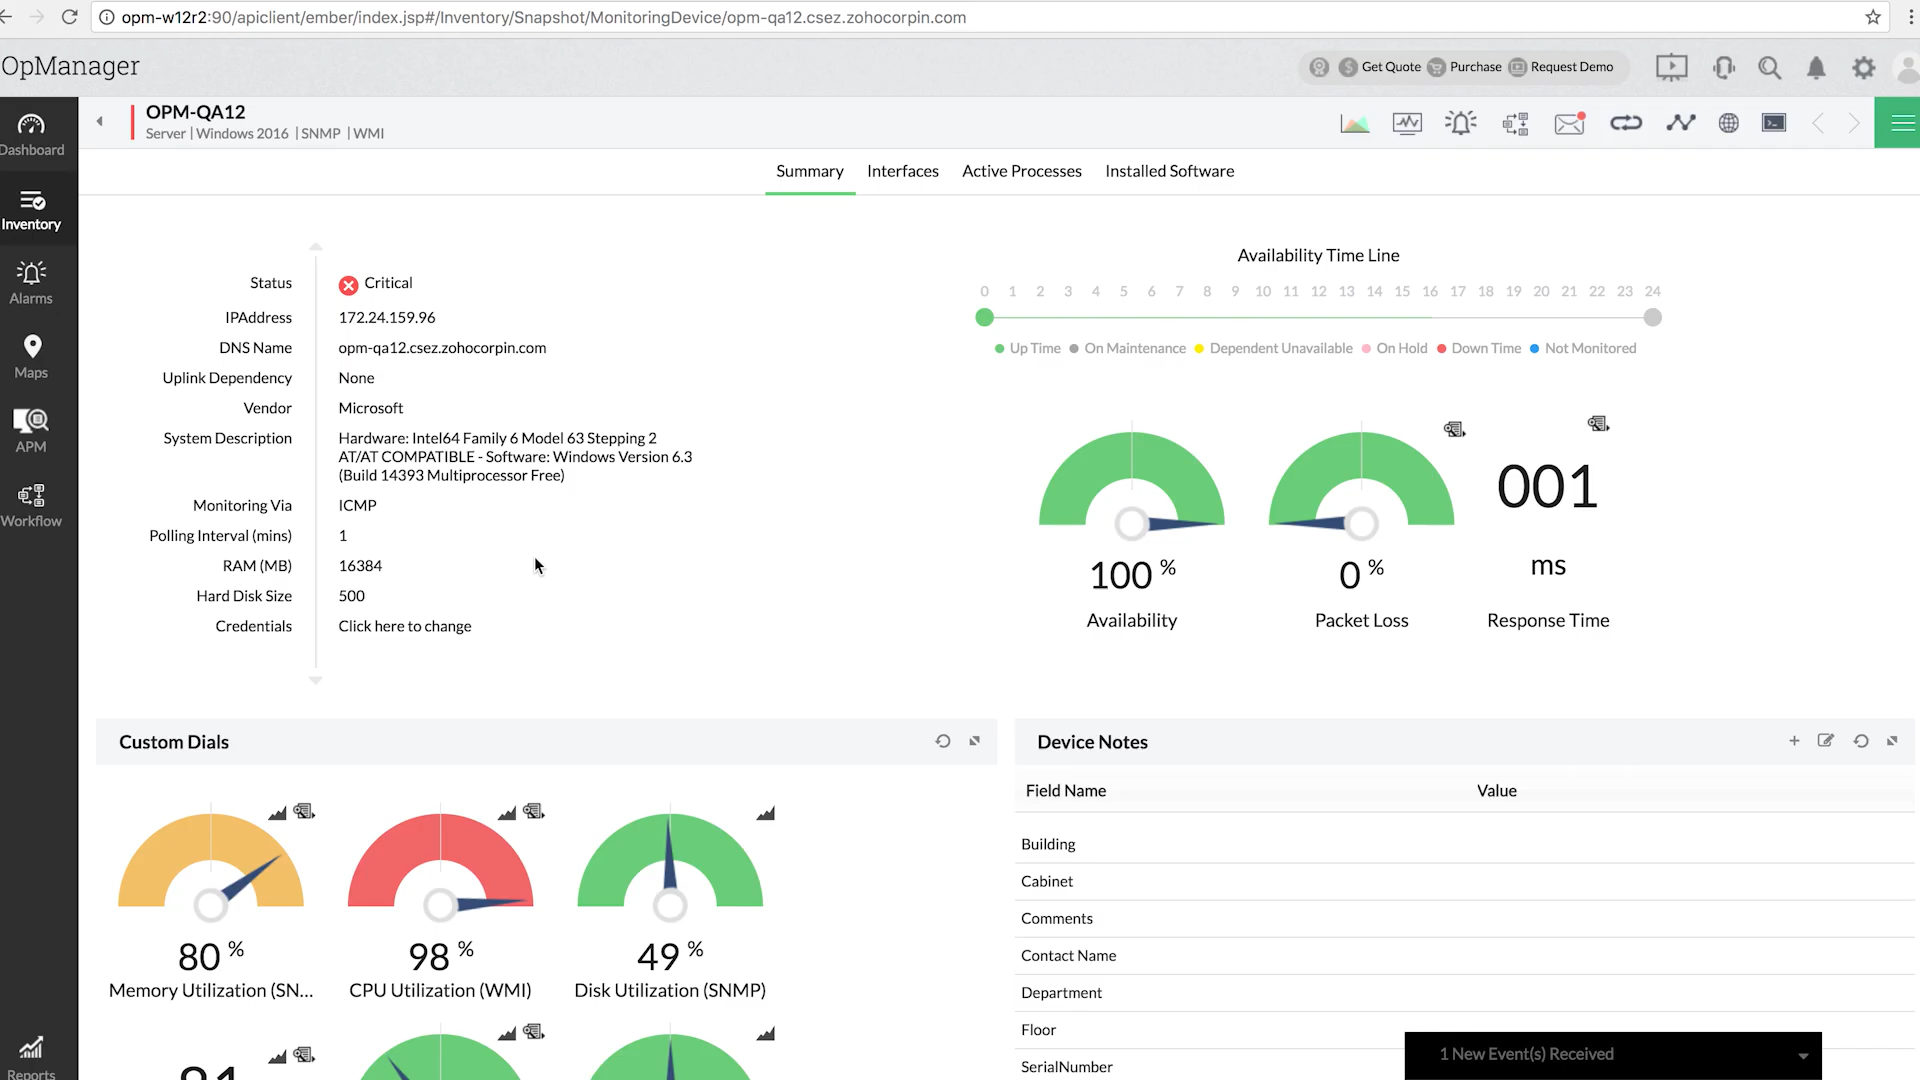 opm-w12r2:90/apiclient/ember/index.jsp#/Inventory/Snapshot/MonitoringDevice/opm-qa12.csez.zohocorpin.com
OpManager
Get Quote
Purchase
Request Demo
Dashboard
Inventory
Alarms
Maps
APM
Workflow
Reports
OPM-QA12
Server | Windows 2016 | SNMP | WMI
Summary
Interfaces
Active Processes
Installed Software
Status Critical
IPAddress 172.24.159.96
DNS Name opm-qa12.csez.zohocorpin.com
Uplink Dependency None
Vendor Microsoft
System Description Hardware: Intel64 Family 6 Model 63 Stepping 2
AT/AT COMPATIBLE - Software: Windows Version 6.3
(Build 14393 Multiprocessor Free)
Monitoring Via ICMP
Polling Interval (mins) 1
RAM (MB) 16384
Hard Disk Size 500
Credentials Click here to change
Availability Time Line
0 1 2 3 4 5 6 7 8 9 10 11 12 13 14 15 16 17 18 19 20 21 22 23 24
Up Time On Maintenance Dependent Unavailable On Hold Down Time Not Monitored
100 %
Availability
0 %
Packet Loss
001
ms
Response Time
Custom Dials
80 %
Memory Utilization (SN...
98 %
CPU Utilization (WMI)
49 %
Disk Utilization (SNMP)
Device Notes
Field Name Value
Building
Cabinet
Comments
Contact Name
Department
Floor
SerialNumber
1 New Event(s) Received